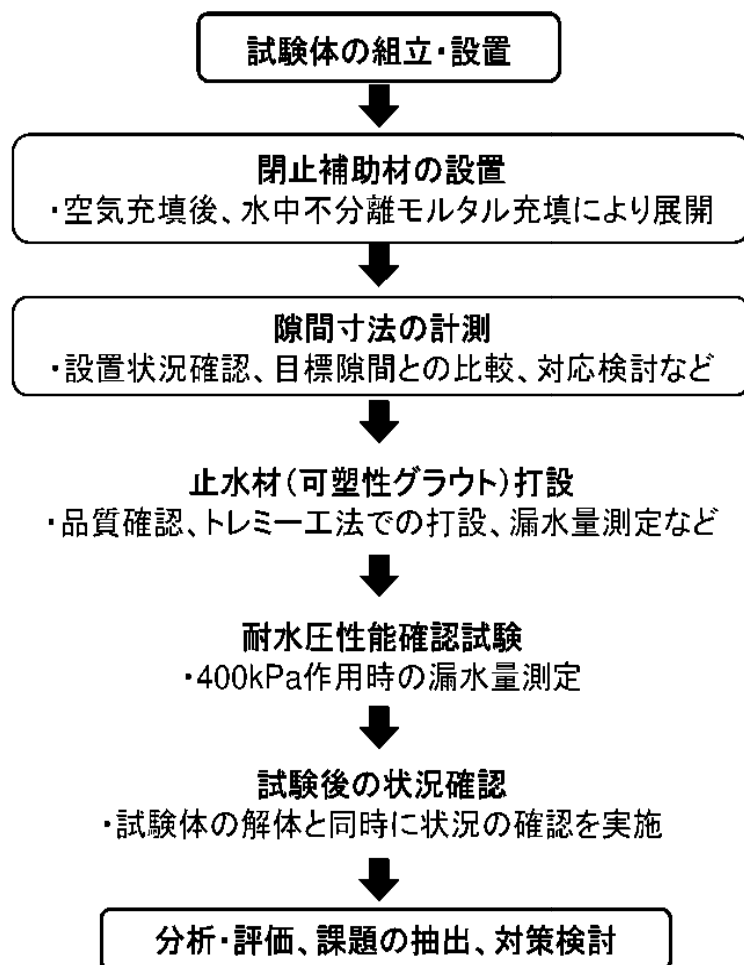 試験体の組立・設置
閉止補助材の設置
・空気充填後、水中不分離モルタル充填により展開
隙間寸法の計測
・設置状況確認、目標隙間との比較、対応検討など
止水材（可塑性グラウト）打設
・品質確認、トレミー工法での打設、漏水量測定など
耐水圧性能確認試験
・400kPa作用時の漏水量測定
試験後の状況確認
・試験体の解体と同時に状況の確認を実施
分析・評価、課題の抽出、対策検討